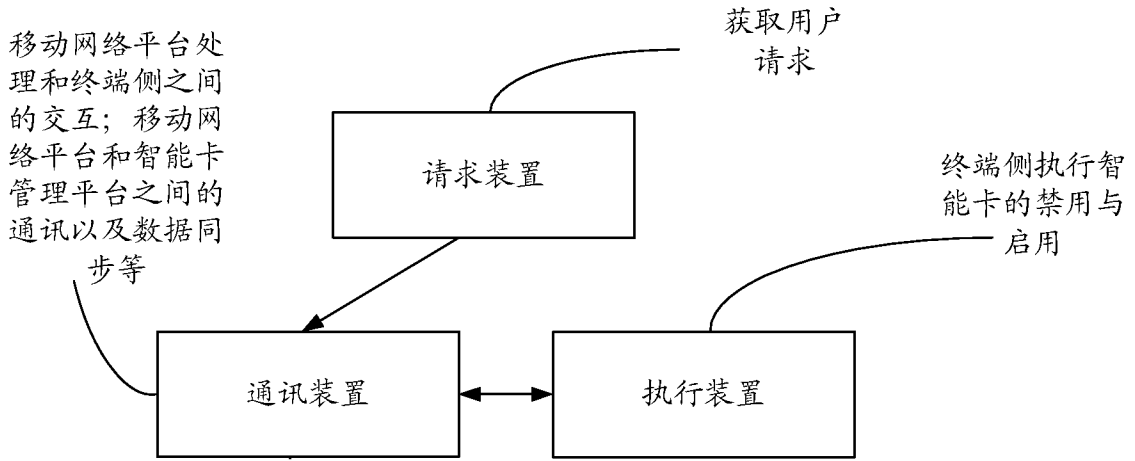 移动网络平台处
理和终端侧之间
的交互；移动网
络平台和智能卡
管理平台之间的
通讯以及数据同
步等
获取用户
请求
请求装置
终端侧执行智
能卡的禁用与
启用
通讯装置
执行装置